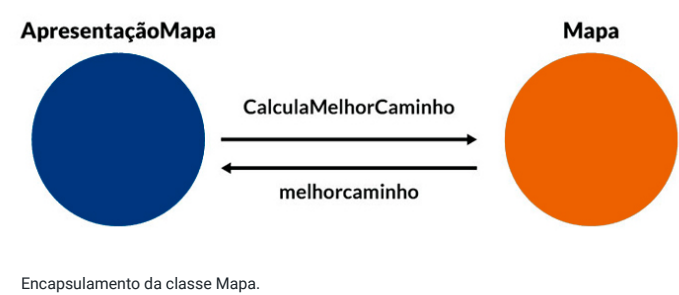 ApresentaçãoMapa
Mapa
CalculaMelhorCaminho
melhorcaminho
Encapsulamento da classe Mapa.